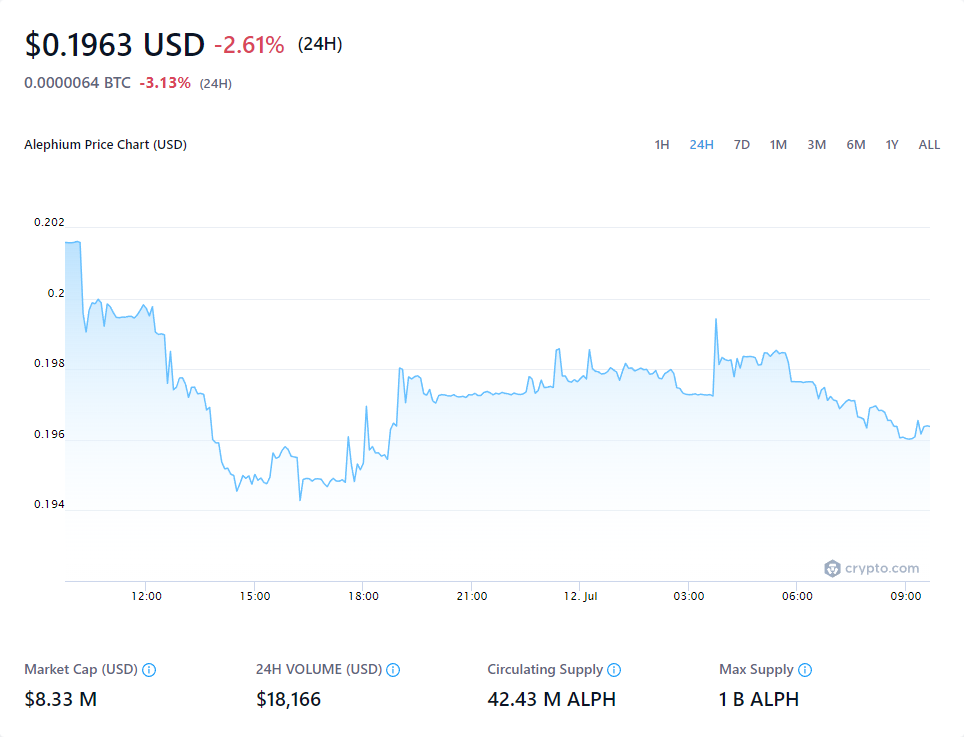 $0.1963 USD -2.61% (24H)
0.0000064 BTC -3.13% (24H)
Alephium Price Chart (USD) 1H 24H 7D 1M 3M 6M 1Y ALL
0.202
0.2
0.198
0.196
0.194
crypto.com
12:00 15:00 18:00 21:00 12. Jul 03:00 06:00 09:00
Market Cap (USD) 24H VOLUME (USD) Circulating Supply Max Supply
$8.33 M $18,166 42.43 M ALPH 1 B ALPH